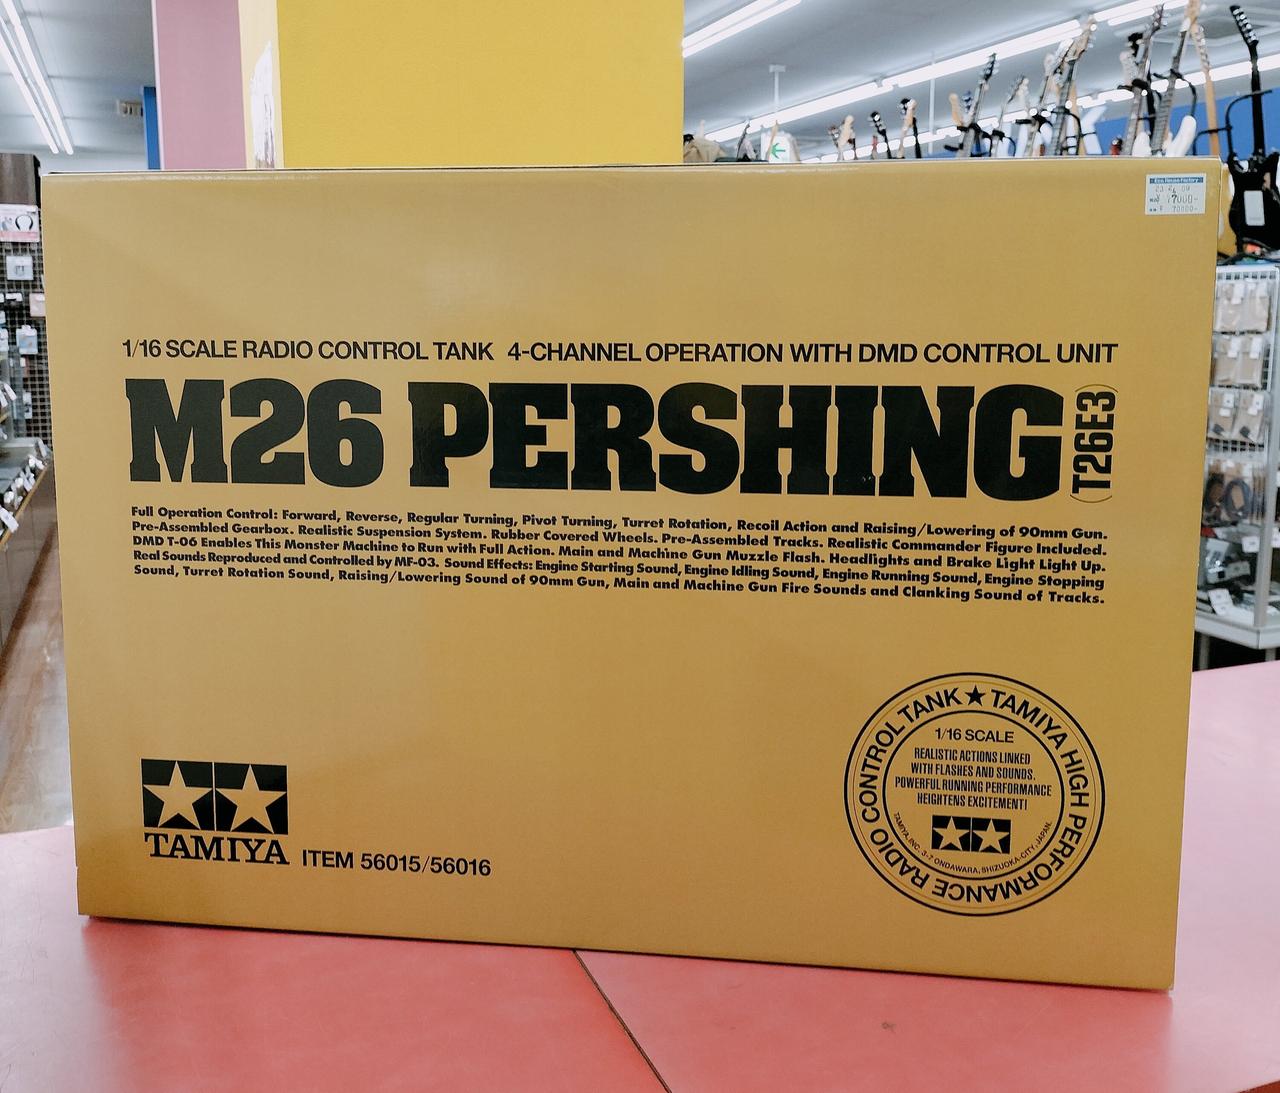 77000-
70000-
1/16 SCALE RADIO CONTROL TANK 4-CHANNEL OPERATION WITH DMD CONTROL UNIT
M26 PERSHING (T26E3)
Full Operation Control: Forward, Reverse, Regular Turning, Pivot Turning, Turret Rotation, Recoil Action and Raising/Lowering of 90mm Gun.
Pre-Assembled Gearbox. Realistic Suspension System. Rubber Covered Wheels. Pre-Assembled Tracks. Realistic Commander Figure Included.
DMD T-06 Enables This Monster Machine to Run with Full Action. Main and Machine Gun Muzzle Flash. Headlights and Brake Light Light Up.
Real Sounds Reproduced and Controlled by MF-03. Sound Effects: Engine Starting Sound, Engine Idling Sound, Engine Running Sound, Engine Stopping
Sound, Turret Rotation Sound, Raising/Lowering Sound of 90mm Gun, Main and Machine Gun Fire Sounds and Clanking Sound of Tracks.
TAMIYA
ITEM 56015/56016
★ TAMIYA HIGH PERFORMANCE RADIO CONTROL TANK
1/16 SCALE
REALISTIC ACTIONS LINKED
WITH FLASHES AND SOUNDS.
POWERFUL RUNNING PERFORMANCE
HEIGHTENS EXCITEMENT!
TAMIYA, INC. 3-7 ONDAWARA, SHIZUOKA-CITY, JAPAN.